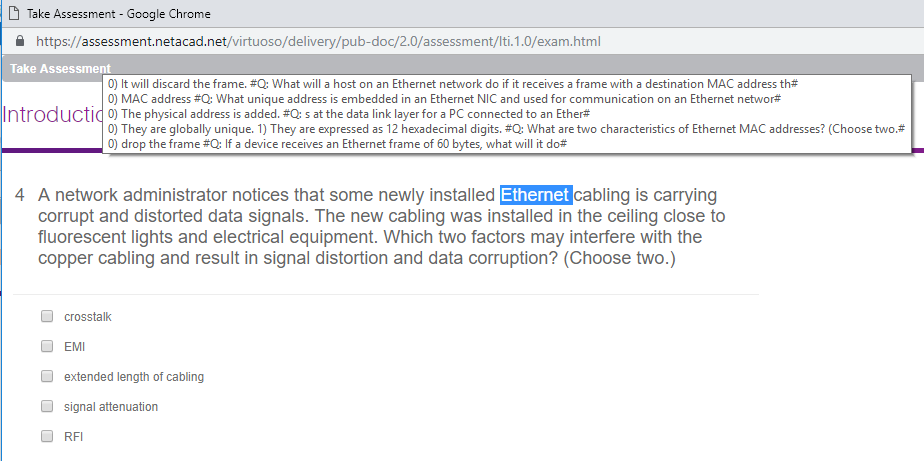 Take Assessment - Google Chrome
https://assessment.netacad.net/virtuoso/delivery/pub-doc/2.0/assessment/lti.1.0/exam.html
Take Assessment
0) It will discard the frame. #Q: What will a host on an Ethernet network do if it receives a frame with a destination MAC address th#
0) MAC address #Q: What unique address is embedded in an Ethernet NIC and used for communication on an Ethernet networ#
0) The physical address is added. #Q: s at the data link layer for a PC connected to an Ether#
0) They are globally unique. 1) They are expressed as 12 hexadecimal digits. #Q: What are two characteristics of Ethernet MAC addresses? (Choose two.#
0) drop the frame #Q: If a device receives an Ethernet frame of 60 bytes, what will it do#
Introductio
4 A network administrator notices that some newly installed Ethernet cabling is carrying
corrupt and distorted data signals. The new cabling was installed in the ceiling close to
fluorescent lights and electrical equipment. Which two factors may interfere with the
copper cabling and result in signal distortion and data corruption? (Choose two.)
crosstalk
EMI
extended length of cabling
signal attenuation
RFI